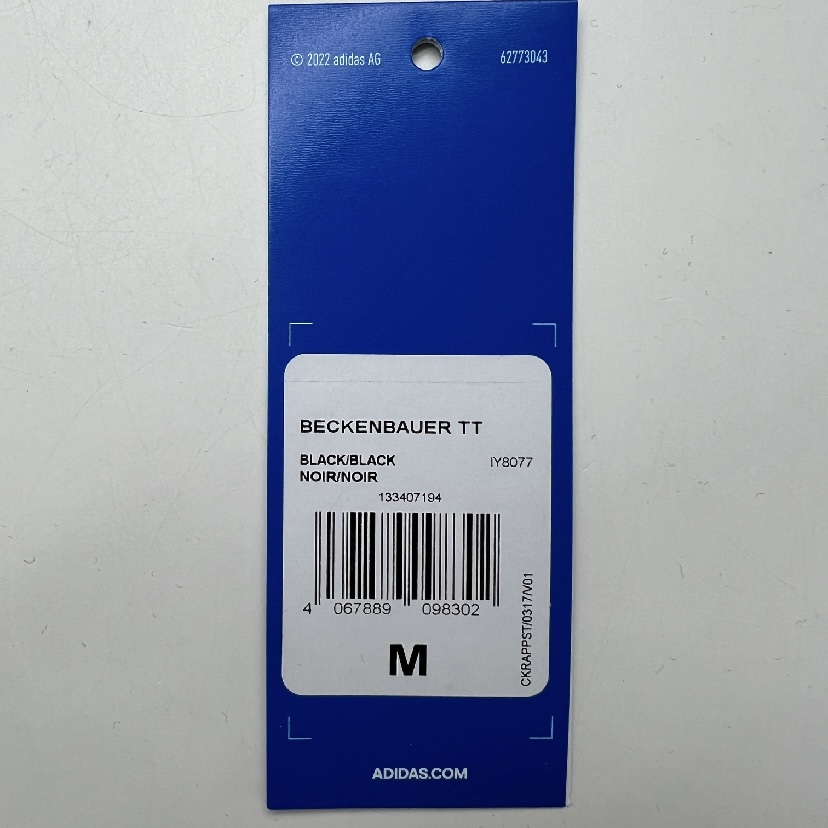 © 2022 adidas AG 62773043
BECKENBAUER TT
BLACK/BLACK IY8077
NOIR/NOIR
133407194
4 067889 098302
M
CKRAPPST/0317/V01
ADIDAS.COM